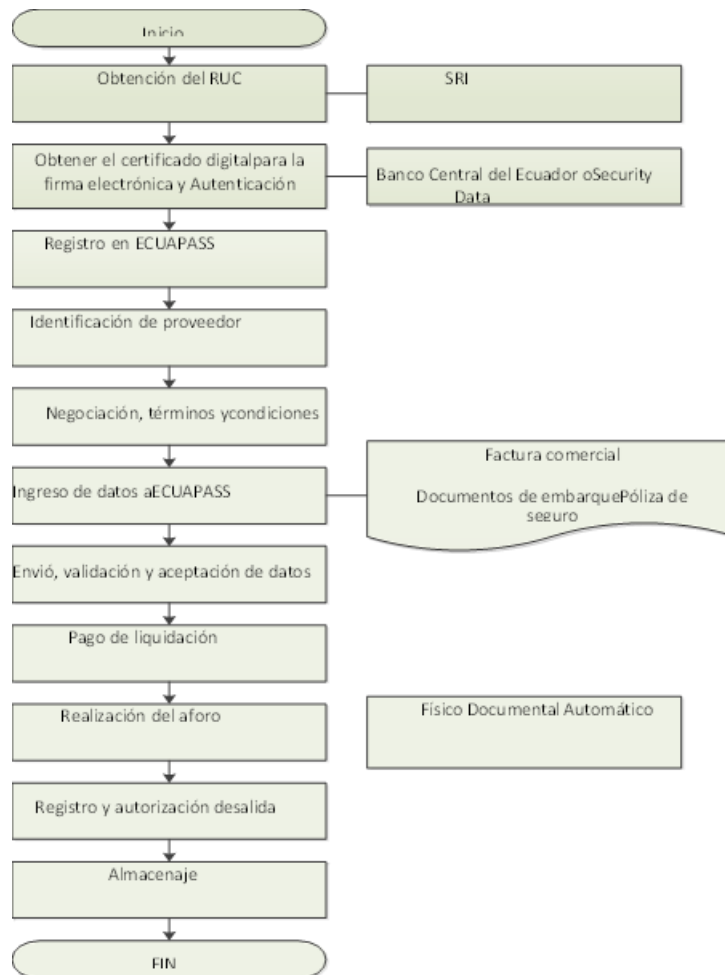 Inicio
Obtención del RUC
SRI
Obtener el certificado digitalpara la
firma electrónica y Autenticación
Banco Central del Ecuador oSecurity
Data
Registro en ECUAPASS
Identificación de proveedor
Negociación, términos ycondiciones
Ingreso de datos aECUAPASS
Factura comercial
Documentos de embarquePóliza de
seguro
Envió, validación y aceptación de datos
Pago de liquidación
Realización del aforo
Físico Documental Automático
Registro y autorización desalida
Almacenaje
FIN